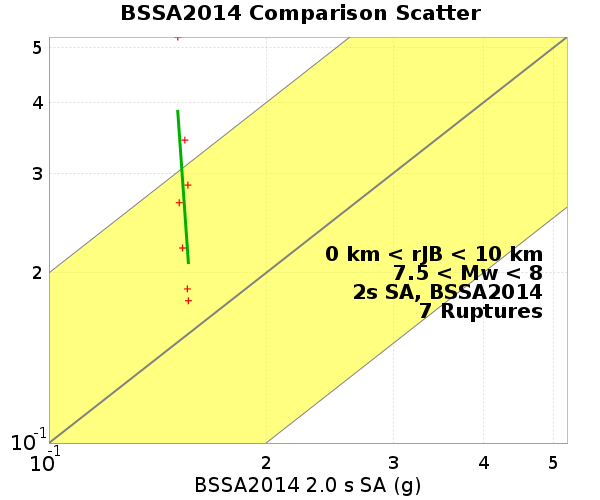 BSSA2014 Comparison Scatter
5
4
3
2
10-1
0 km < rJB < 10 km
7.5 < Mw < 8
2s SA, BSSA2014
7 Ruptures
10-1
2
3
4
5
BSSA2014 2.0 s SA (g)